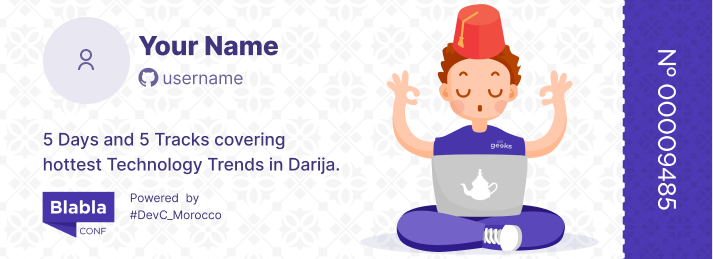 Your Name
username
5 Days and 5 Tracks covering
hottest Technology Trends in Darija.
Blabla
CONF
Powered by
#DevC_Morocco
geeks
Nº 00009485